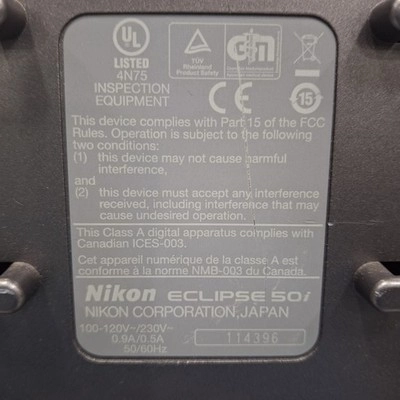 UL
LISTED
4N75
INSPECTION
EQUIPMENT
TÜV
Rheinland
Product Safety
GS
CE
15
This device complies with Part 15 of the FCC
Rules. Operation is subject to the following
two conditions:
(1) this device may not cause harmful
interference,
and
(2) this device must accept any interference
received, including interference that may
cause undesired operation.
This Class A digital apparatus complies with
Canadian ICES-003.
Cet appareil numérique de la classe A est
conforme à la norme NMB-003 du Canada.
Nikon ECLIPSE 50i
NIKON CORPORATION,JAPAN
100-120V~/230V~
0.9A/0.5A
50/60Hz
114396